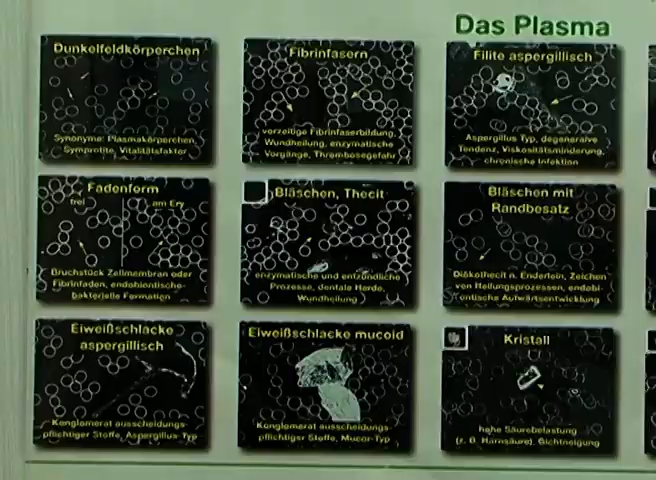 Das Plasma
Dunkelfeldkörperchen
Synonyme: Plasmakörperchen,
Symprotite, Vitalitätsfaktor
Fibrinfasern
vorzeitige Fibrinfaserbildung,
Wundheilung, enzymatische
Vorgänge, Thrombosegefahr
Filite aspergillisch
Aspergillus Typ, degenerative
Tendenz, Viskositätsminderung,
chronische Infektion
Fadenform
frei am Ery
Bruchstück Zellmembran oder
Fibrinfaden, endobiontische-
bakterielle Formation
Bläschen, Thecit
enzymatische und entzündliche
Prozesse, dentale Herde,
Wundheilung
Bläschen mit
Randbesatz
Diökothecit n. Enderlein, Zeichen
von Heilungsprozessen, endobi-
ontische Aufwärtsentwicklung
Eiweißschlacke
aspergillisch
Konglomerat ausscheidungs-
pflichtiger Stoffe, Aspergillus-Typ
Eiweißschlacke mucoid
Konglomerat ausscheidungs-
pflichtiger Stoffe, Mucor-Typ
Kristall
hohe Säurebelastung
(z. B. Harnsäure), Gichtneigung